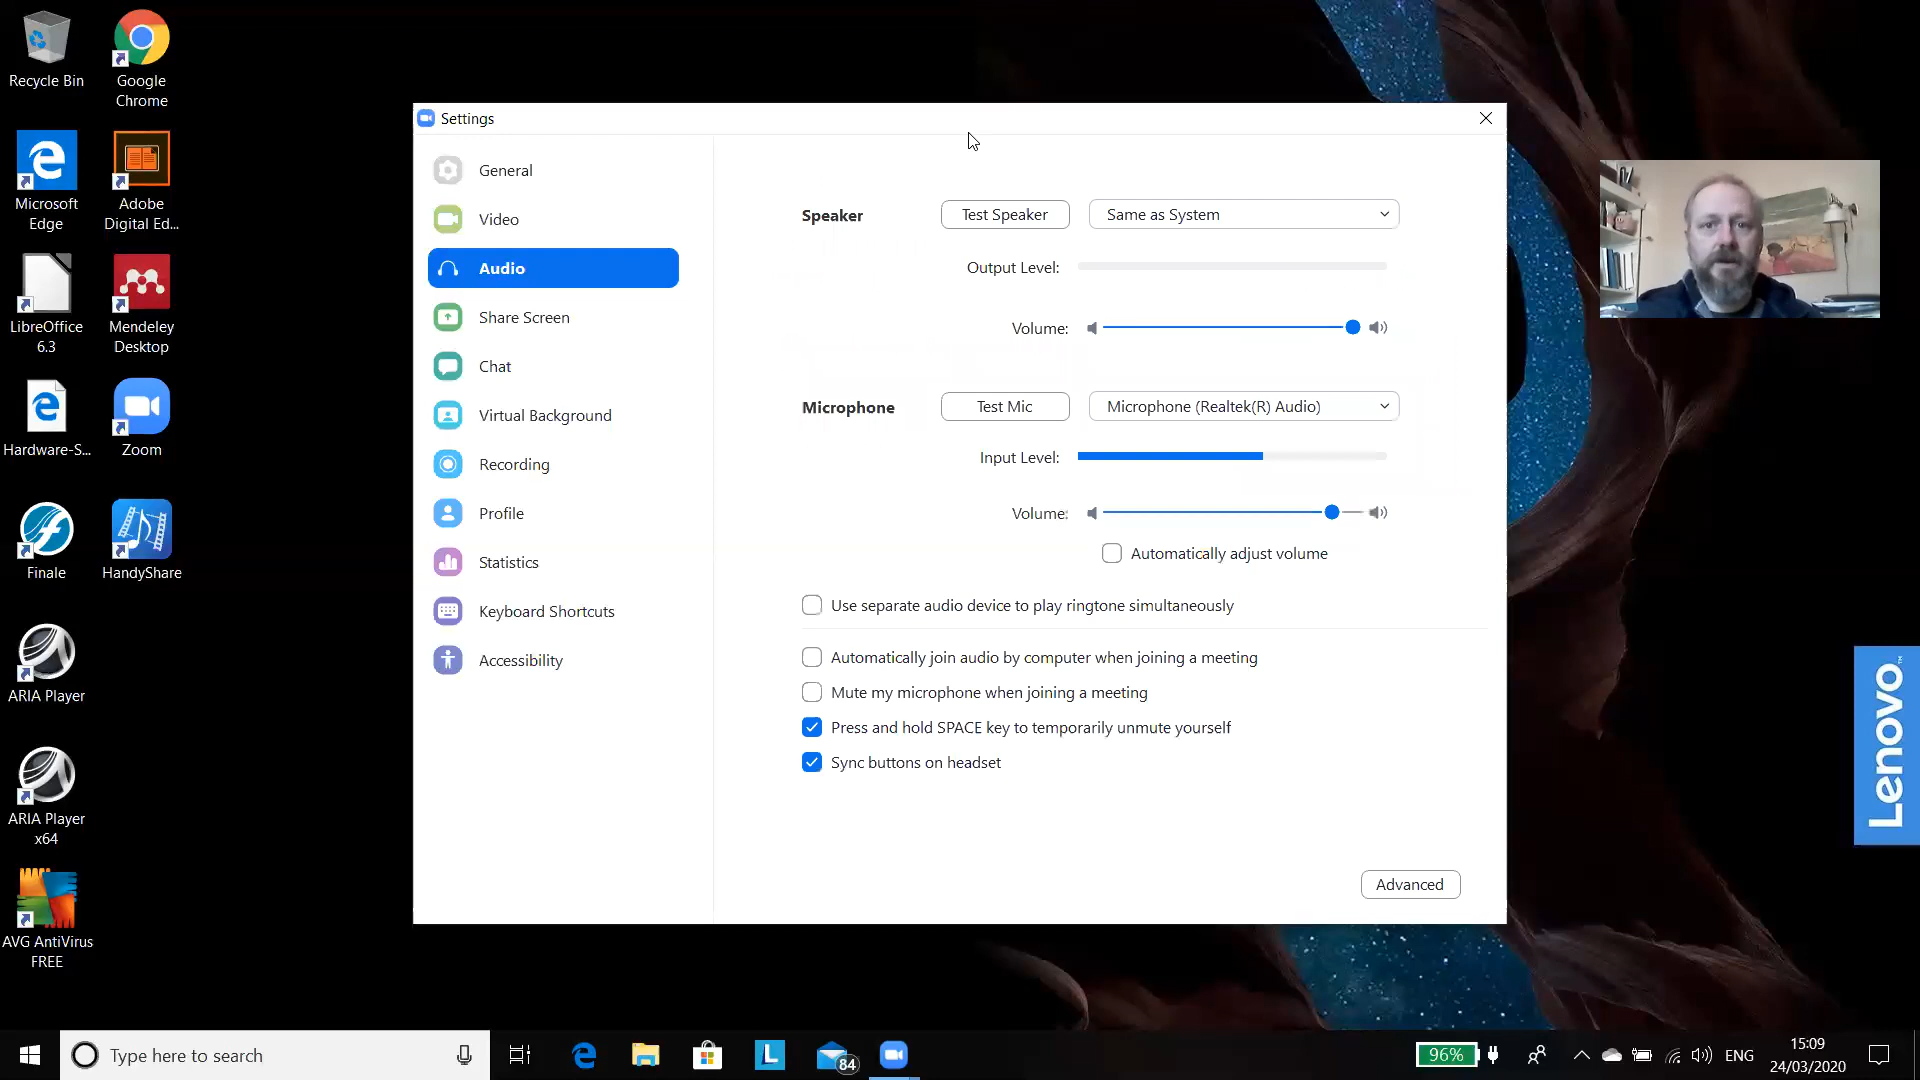 Recycle Bin
Google
Chrome
Microsoft
Edge
Adobe
Digital Ed...
LibreOffice
6.3
Mendeley
Desktop
Hardware-S...
Zoom
Finale
HandyShare
ARIA Player
ARIA Player
x64
AVG AntiVirus
FREE
Settings
General
Video
Audio
Share Screen
Chat
Virtual Background
Recording
Profile
Statistics
Keyboard Shortcuts
Accessibility
Speaker
Test Speaker
Same as System
Output Level:
Volume:
Microphone
Test Mic
Microphone (Realtek(R) Audio)
Input Level:
Volume:
Automatically adjust volume
Use separate audio device to play ringtone simultaneously
Automatically join audio by computer when joining a meeting
Mute my microphone when joining a meeting
Press and hold SPACE key to temporarily unmute yourself
Sync buttons on headset
Advanced
Lenovo™
Type here to search
L
84
96%
ENG
15:09
24/03/2020